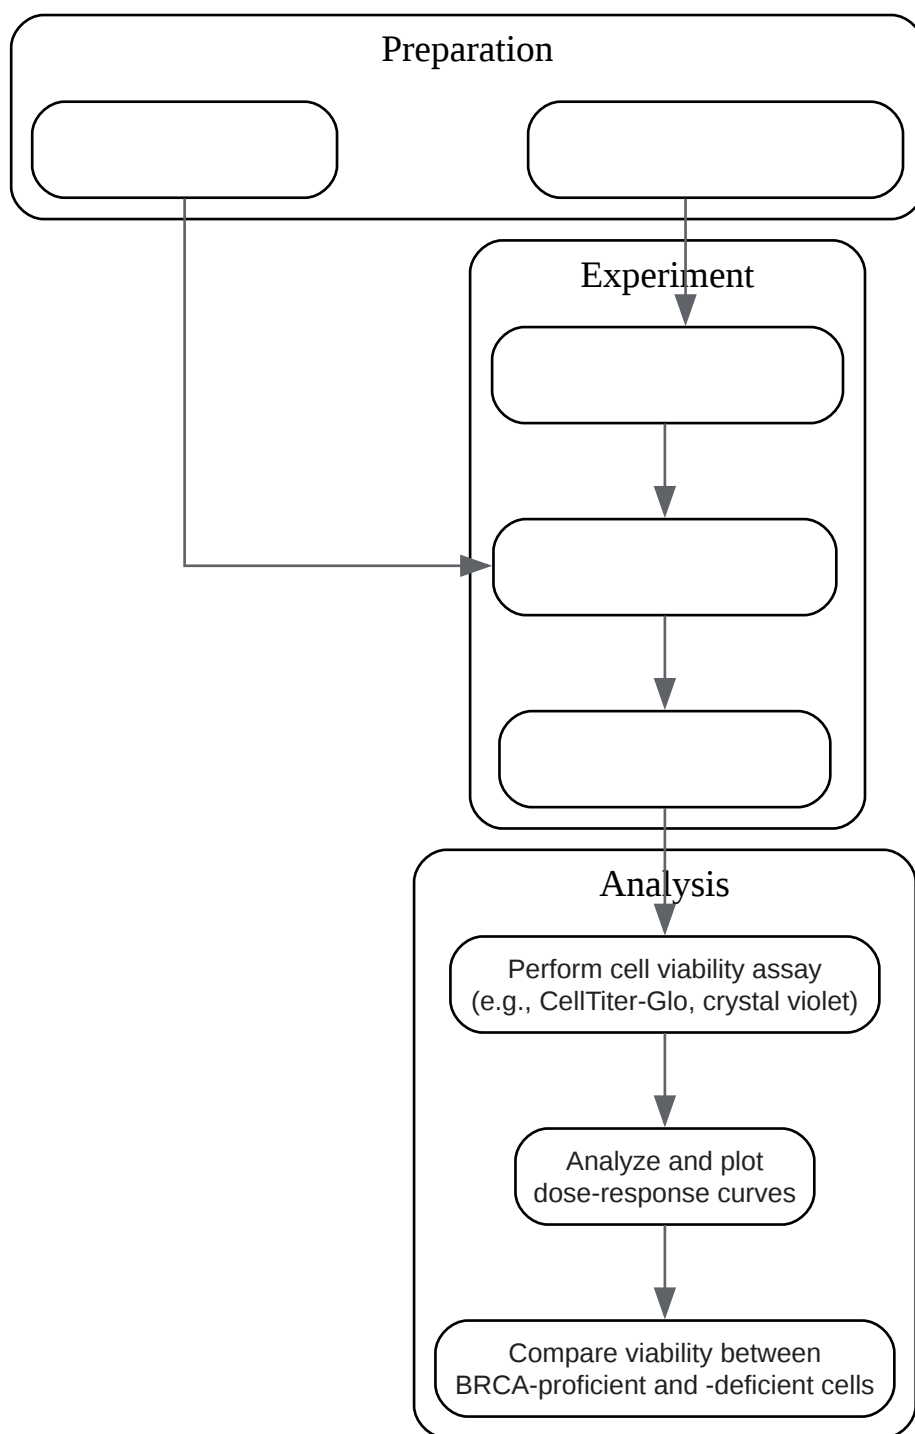 Preparation
Experiment
Analysis
Perform cell viability assay
(e.g., CellTiter-Glo, crystal violet)
Analyze and plot
dose-response curves
Compare viability between
BRCA-proficient and -deficient cells